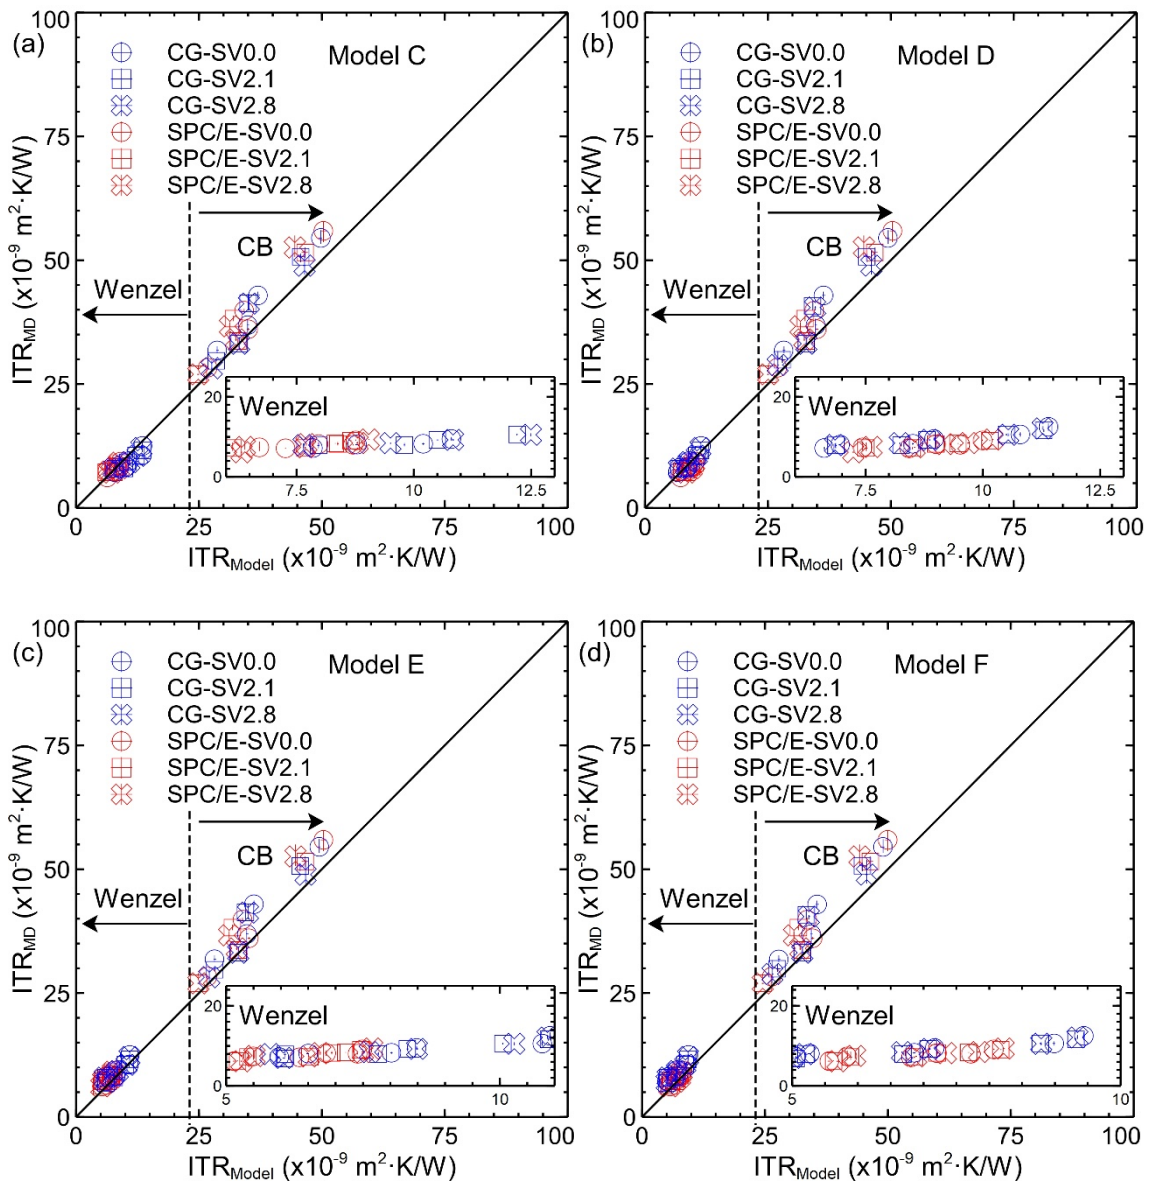 (a)
Model C
CG-SV0.0
CG-SV2.1
CG-SV2.8
SPC/E-SV0.0
SPC/E-SV2.1
SPC/E-SV2.8
CB
Wenzel
Wenzel
20
0
7.5 10 12.5
100
75
50
25
0
0 25 50 75 100
ITR_MD (x10^-9 m²·K/W)
ITR_Model (x10^-9 m²·K/W)
(b)
Model D
CG-SV0.0
CG-SV2.1
CG-SV2.8
SPC/E-SV0.0
SPC/E-SV2.1
SPC/E-SV2.8
CB
Wenzel
Wenzel
20
0
7.5 10 12.5
100
75
50
25
0
0 25 50 75 100
ITR_MD (x10^-9 m²·K/W)
ITR_Model (x10^-9 m²·K/W)
(c)
Model E
CG-SV0.0
CG-SV2.1
CG-SV2.8
SPC/E-SV0.0
SPC/E-SV2.1
SPC/E-SV2.8
CB
Wenzel
Wenzel
20
0
5 10
100
75
50
25
0
0 25 50 75 100
ITR_MD (x10^-9 m²·K/W)
ITR_Model (x10^-9 m²·K/W)
(d)
Model F
CG-SV0.0
CG-SV2.1
CG-SV2.8
SPC/E-SV0.0
SPC/E-SV2.1
SPC/E-SV2.8
CB
Wenzel
Wenzel
20
0
5 10
100
75
50
25
0
0 25 50 75 100
ITR_MD (x10^-9 m²·K/W)
ITR_Model (x10^-9 m²·K/W)